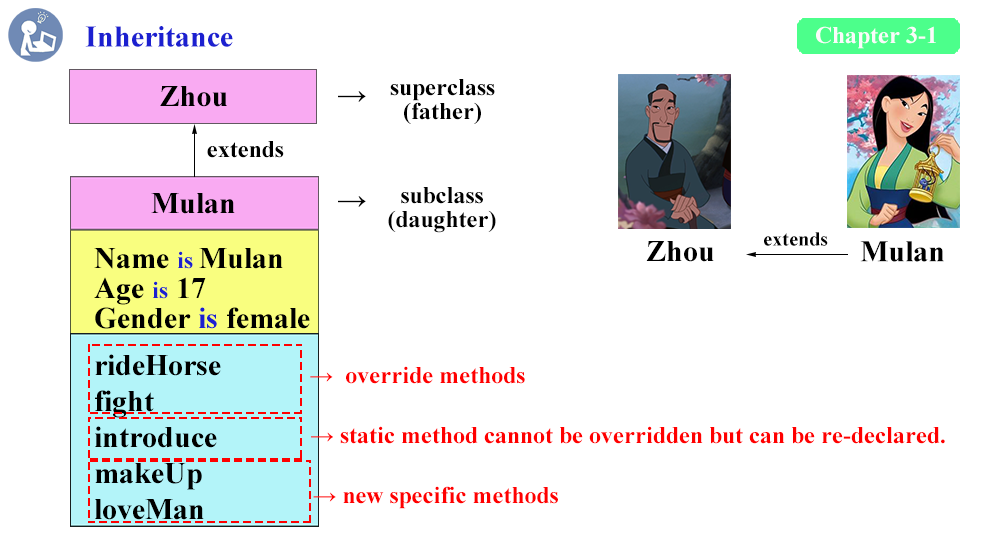 Inheritance
Chapter 3-1
Zhou
→ superclass
(father)
extends
Mulan
→ subclass
(daughter)
Name is Mulan
Age is 17
Gender is female
rideHorse
fight
→ override methods
introduce
→ static method cannot be overridden but can be re-declared.
makeUp
loveMan
→ new specific methods
Zhou
extends
Mulan